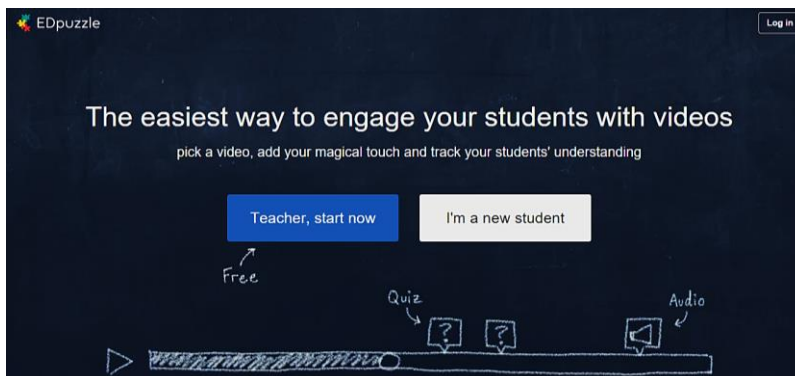 EDpuzzle
Log in
The easiest way to engage your students with videos
pick a video, add your magical touch and track your students' understanding
Teacher, start now
I'm a new student
Free
Quiz
Audio
?
?